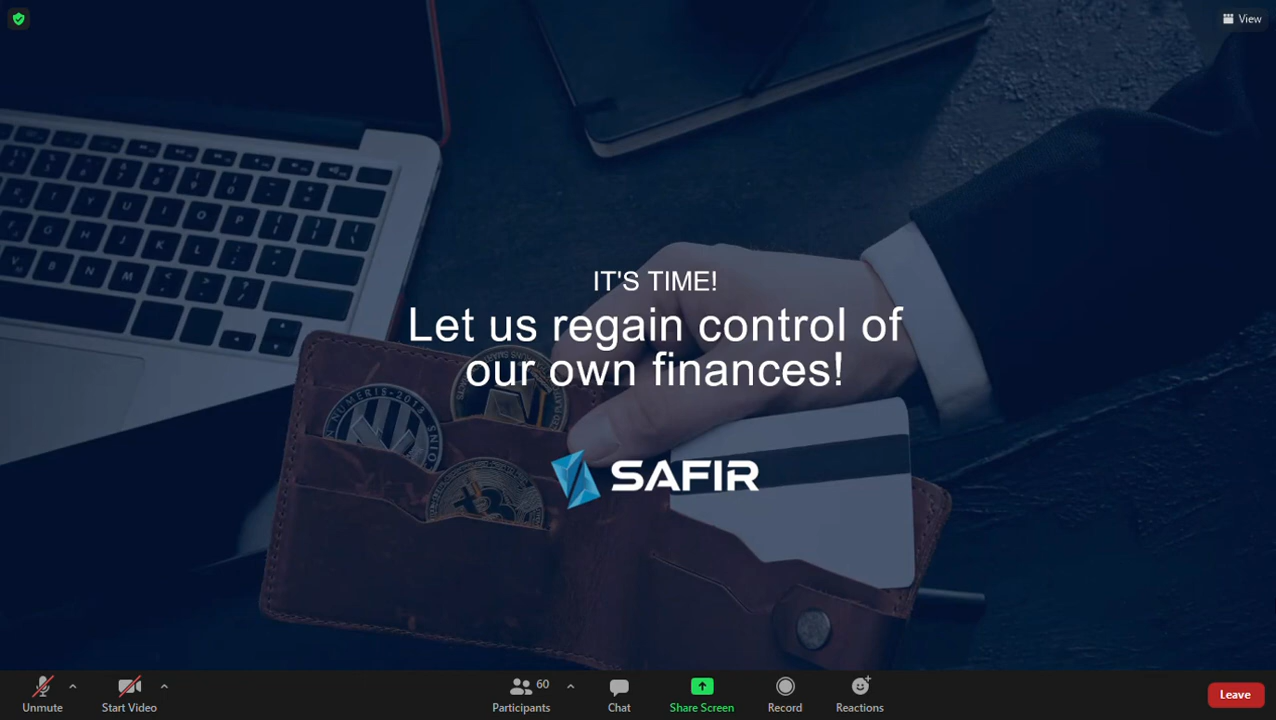 View
IT'S TIME!
Let us regain control of
our own finances!
SAFIR
Unmute
Start Video
60
Participants
Chat
Share Screen
Record
Reactions
Leave